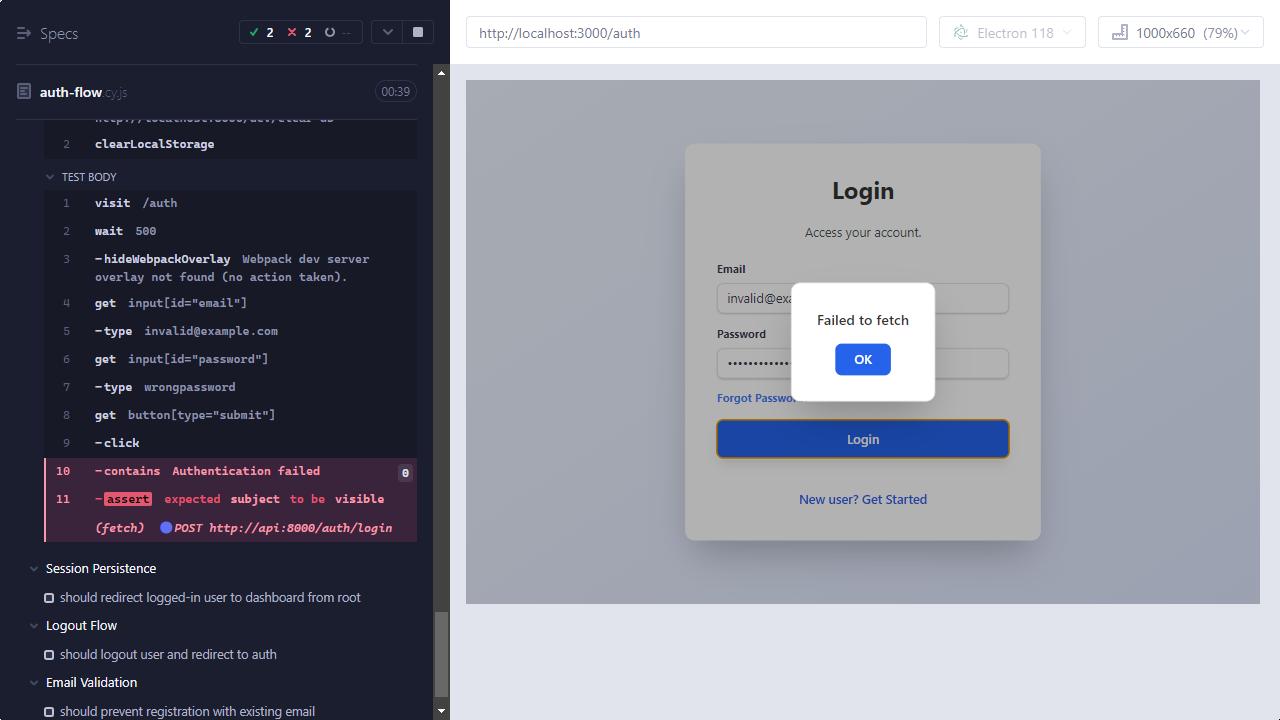 Specs
2
2
--
auth-flow.cy.js
00:39
2 clearLocalStorage
TEST BODY
1 visit /auth
2 wait 500
3 -hideWebpackOverlay Webpack dev server
overlay not found (no action taken).
4 get input[id="email"]
5 -type invalid@example.com
6 get input[id="password"]
7 -type wrongpassword
8 get button[type="submit"]
9 -click
10 -contains Authentication failed 0
11 -assert expected subject to be visible
(fetch) POST http://api:8000/auth/login
Session Persistence
should redirect logged-in user to dashboard from root
Logout Flow
should logout user and redirect to auth
Email Validation
should prevent registration with existing email
http://localhost:3000/auth
Electron 118
1000x660 (79%)
Login
Access your account.
Email
invalid@exa
Password
Forgot Password
Failed to fetch
OK
Login
New user? Get Started